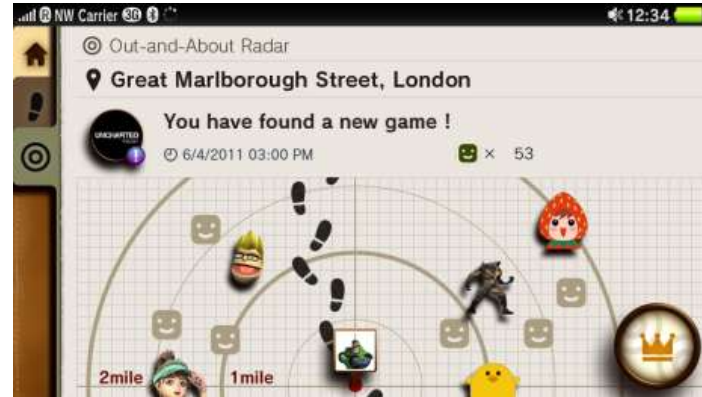 R NW Carrier 3G 12:34
Out-and-About Radar
Great Marlborough Street, London
You have found a new game !
UNCHARTED
6/4/2011 03:00 PM × 53
2mile 1mile